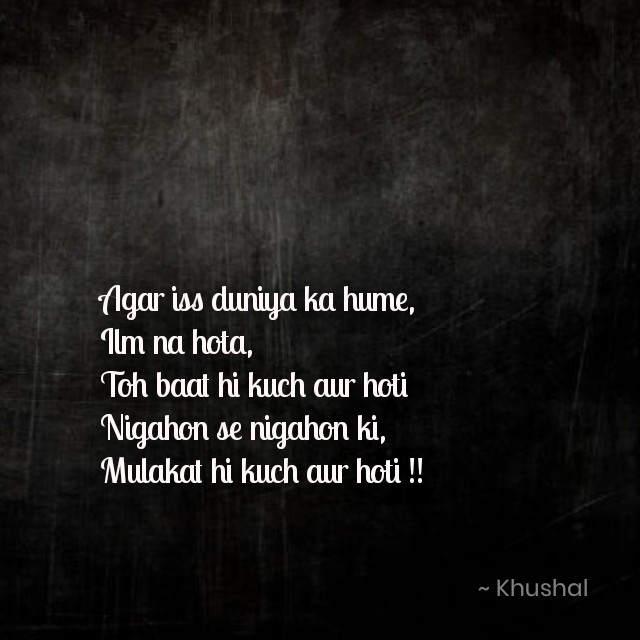 Agar iss duniya ka hume,
Ilm na hota,
Toh baat hi kuch aur hoti
Nigahon se nigahon ki,
Mulakat hi kuch aur hoti !!
~ Khushal